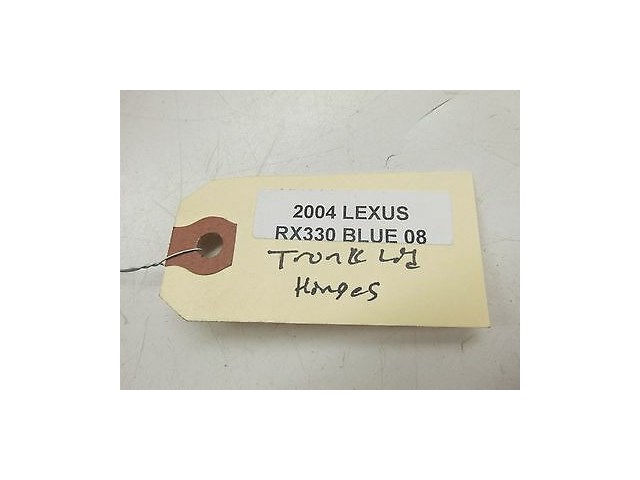 2004 LEXUS
RX330 BLUE 08
Trunk Lid
Hinges